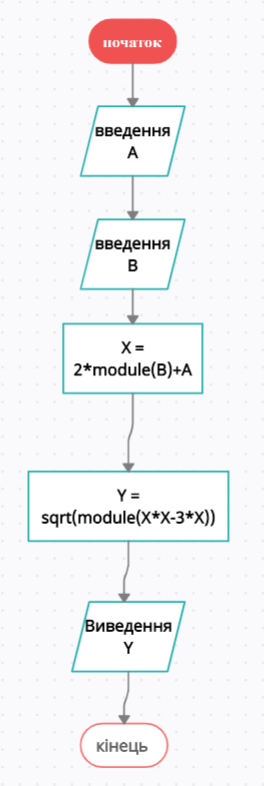 початок
введення
A
введення
B
X =
2*module(B)+A
Y =
sqrt(module(X*X-3*X))
Виведення
Y
кінець